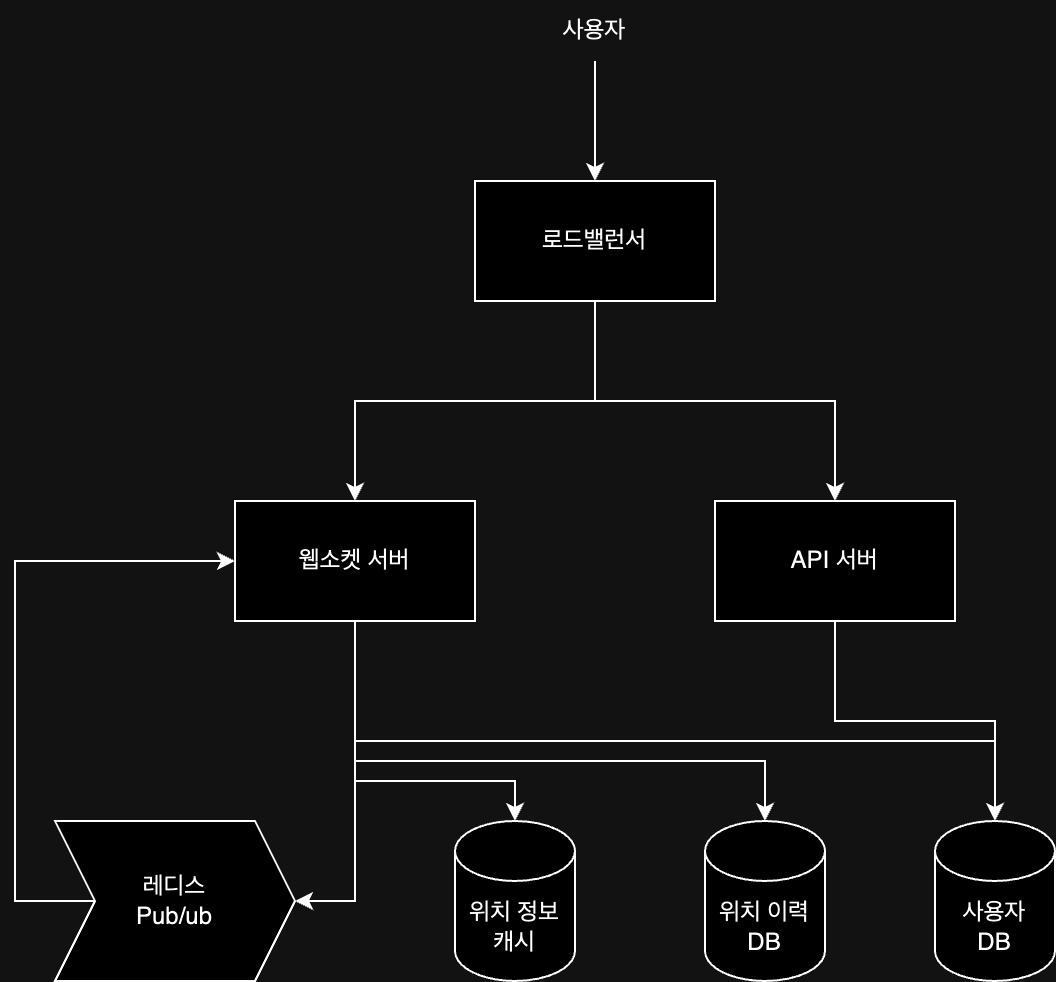 사용자
로드밸런서
웹소켓 서버
API 서버
레디스
Pub/ub
위치 정보
캐시
위치 이력
DB
사용자
DB